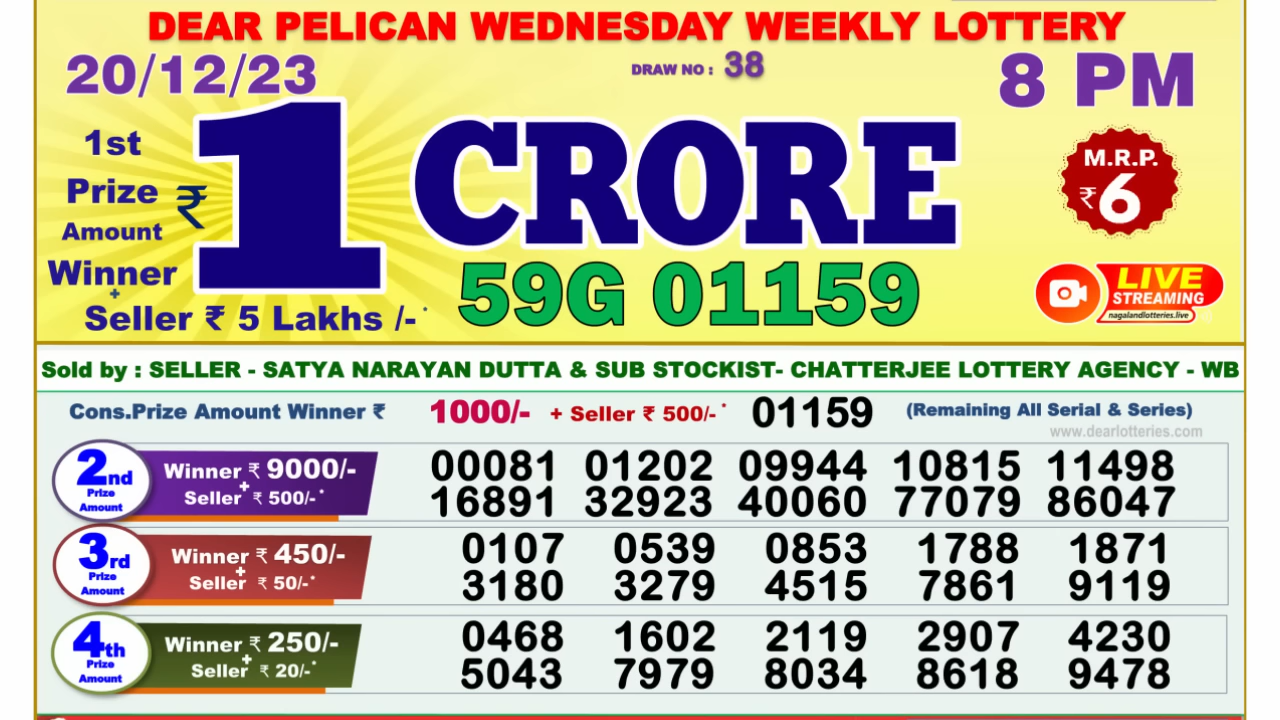 DEAR PELICAN WEDNESDAY WEEKLY LOTTERY
20/12/23
DRAW NO : 38
8 PM
1st
Prize
Amount
Winner
+
Seller ₹ 5 Lakhs /-*
₹ 1 CRORE
59G 01159
M.R.P.
₹6
LIVE
STREAMING
nagalandlotteries.live
Sold by : SELLER - SATYA NARAYAN DUTTA & SUB STOCKIST- CHATTERJEE LOTTERY AGENCY - WB
Cons.Prize Amount Winner ₹ 1000/- + Seller ₹ 500/-* 01159 (Remaining All Serial & Series)
www.dearlotteries.com
2nd
Prize
Amount
Winner ₹ 9000/-
+
Seller ₹ 500/-*
00081 01202 09944 10815 11498
16891 32923 40060 77079 86047
3rd
Prize
Amount
Winner ₹ 450/-
+
Seller ₹ 50/-*
0107 0539 0853 1788 1871
3180 3279 4515 7861 9119
4th
Prize
Amount
Winner ₹ 250/-
+
Seller ₹ 20/-*
0468 1602 2119 2907 4230
5043 7979 8034 8618 9478